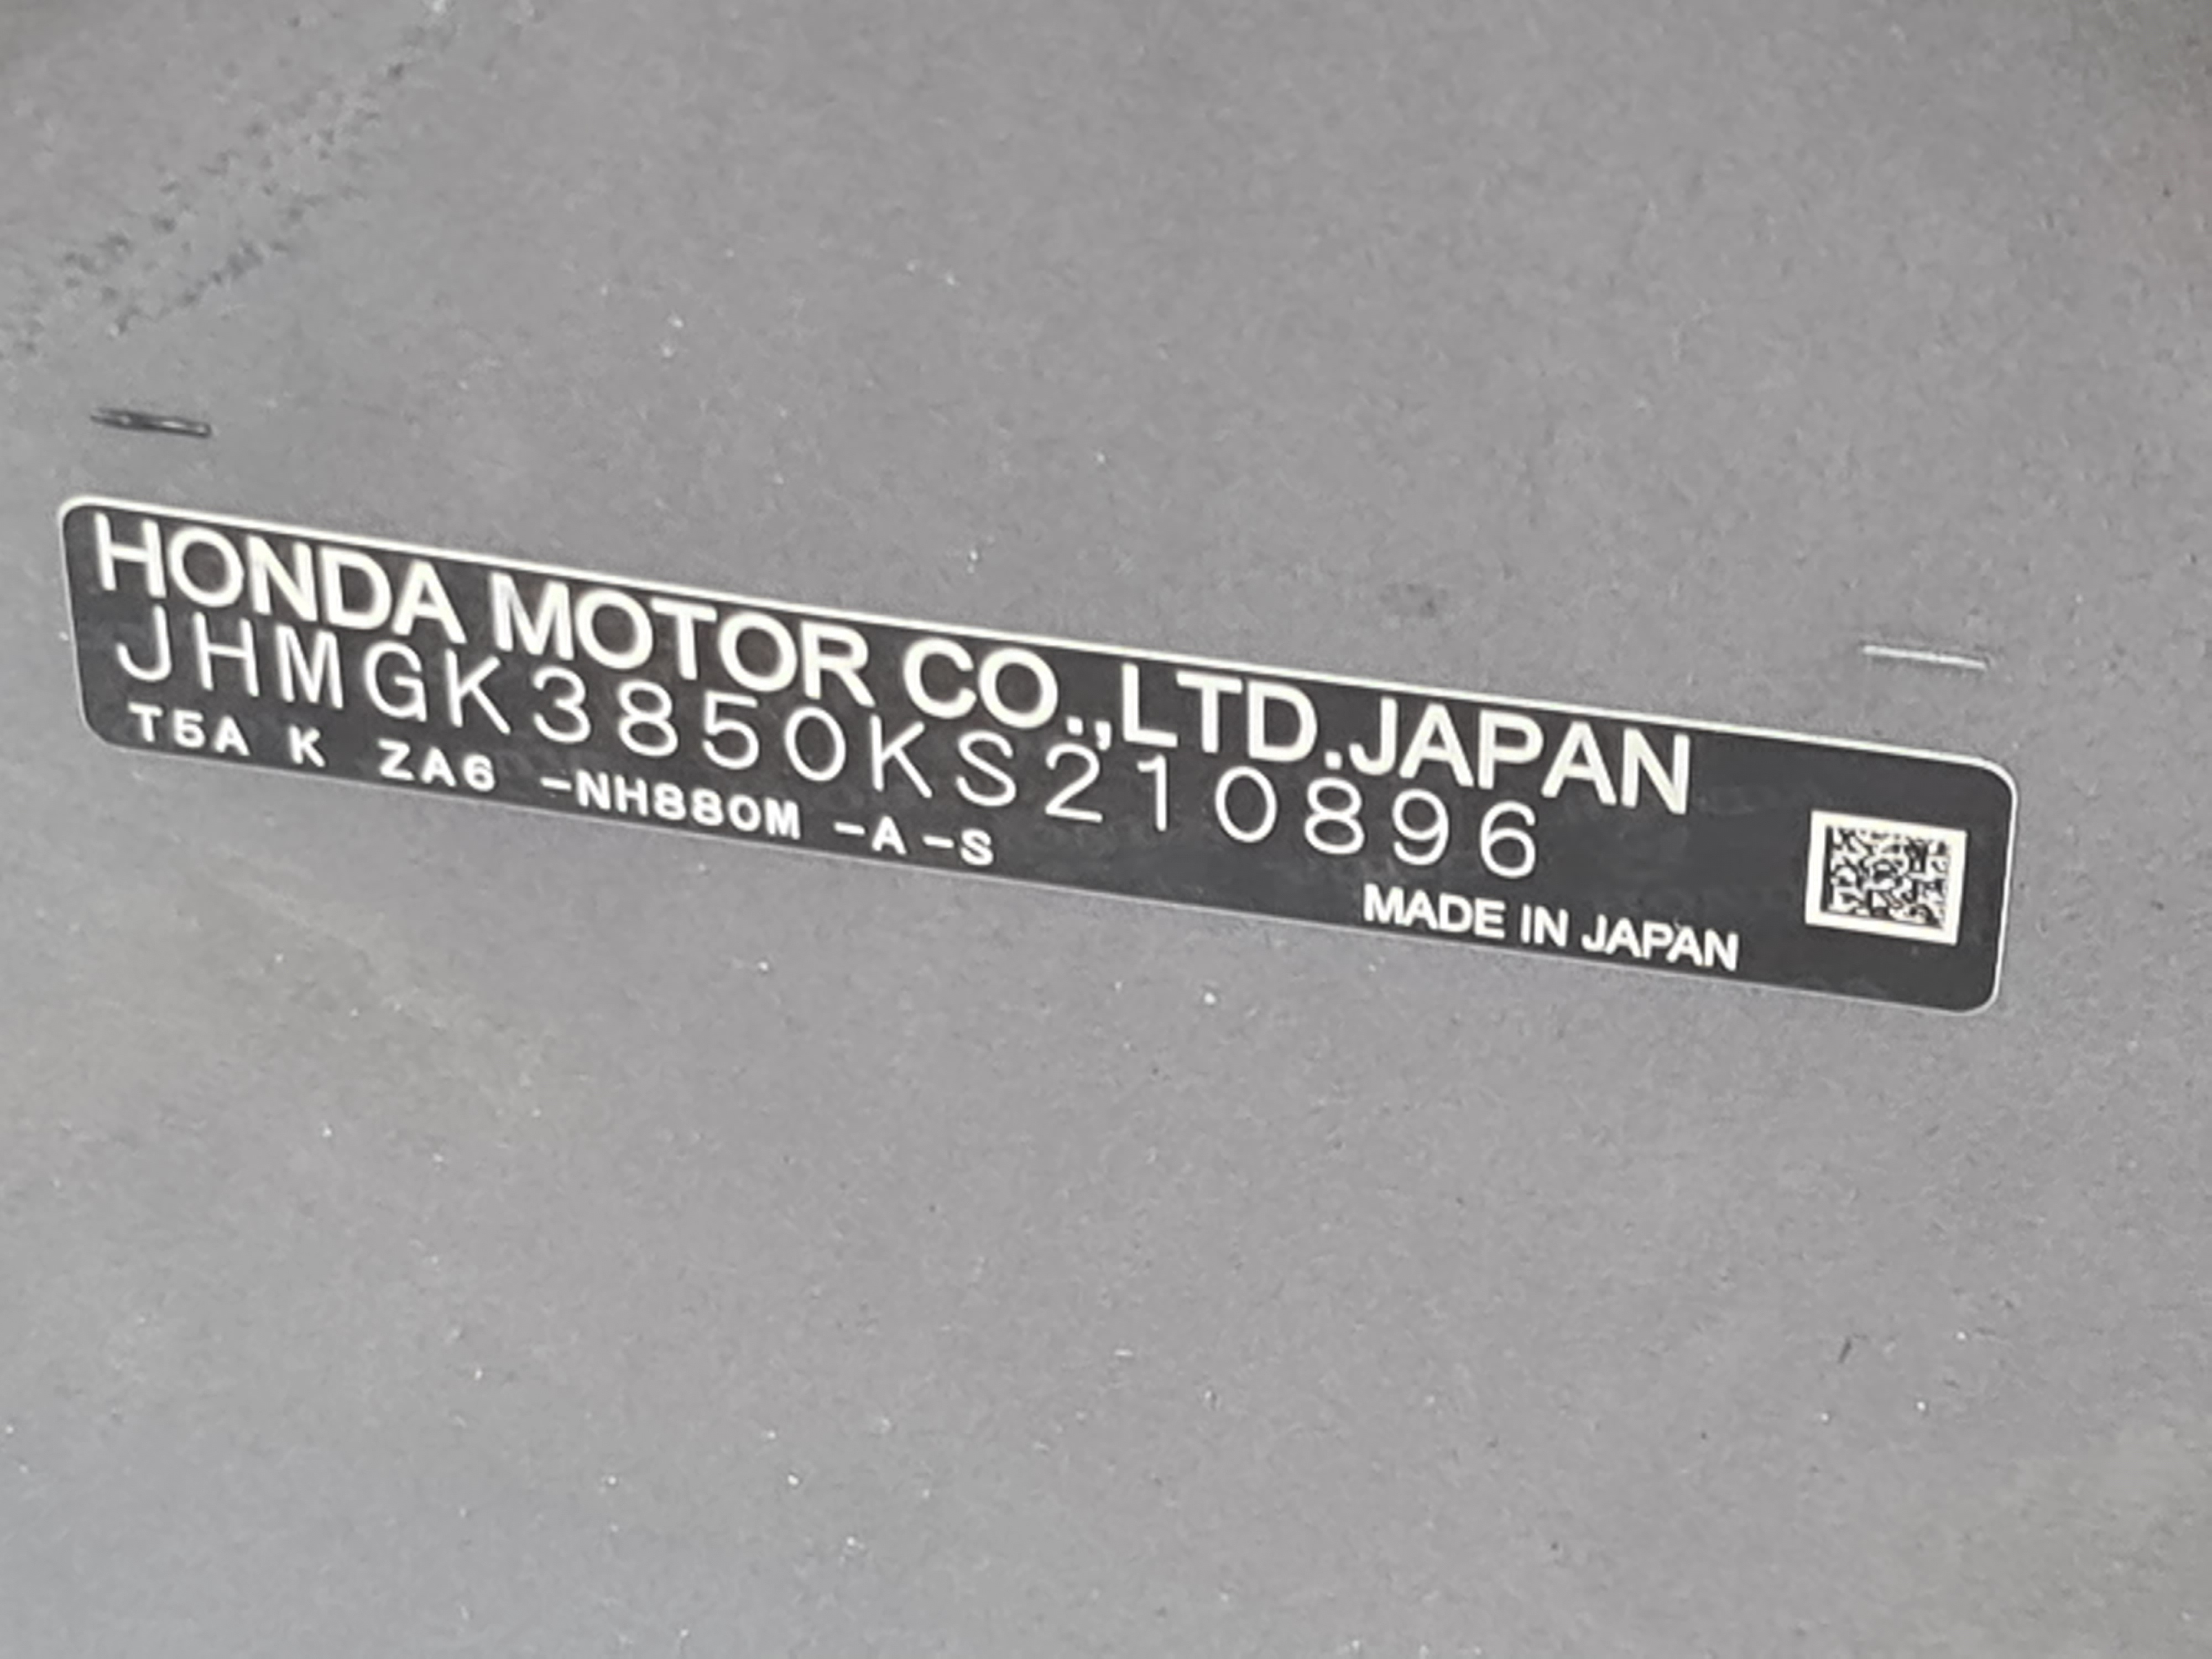 HONDA MOTOR CO.,LTD.JAPAN
JHMGK3850KS210896
T5A K ZA6 -NH880M -A -S
MADE IN JAPAN